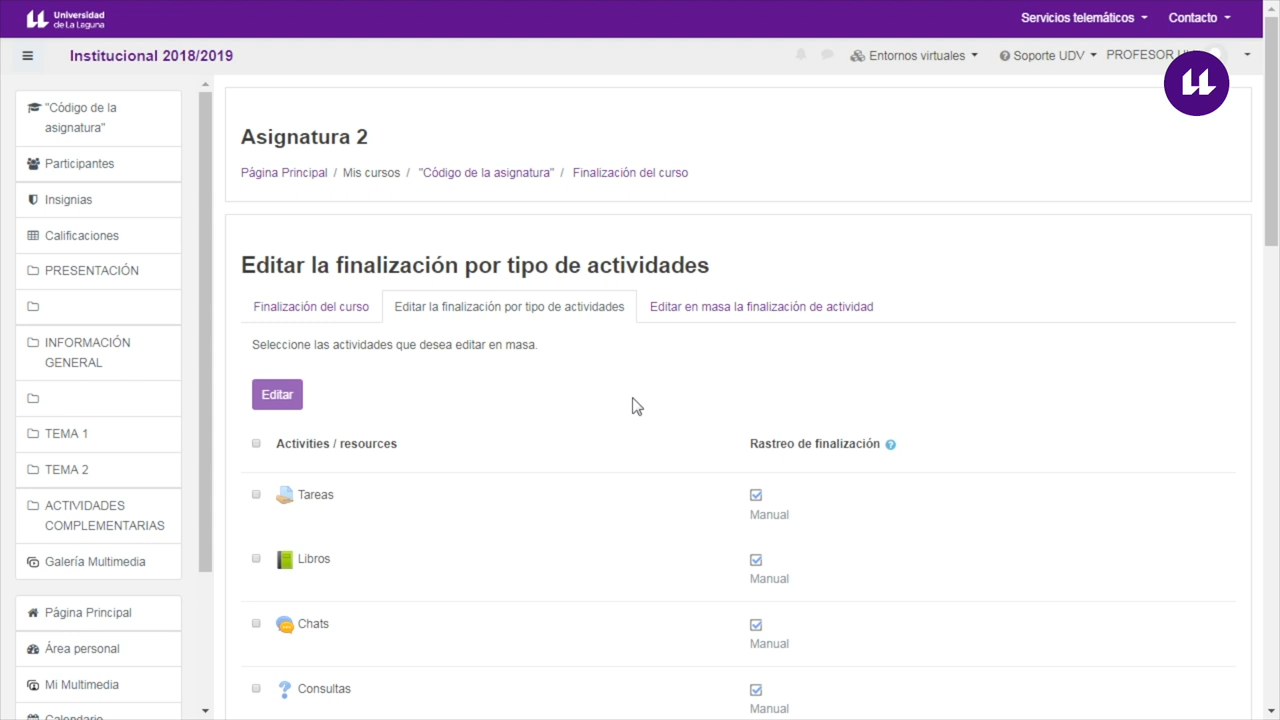 Universidad
de La Laguna
Servicios telemáticos
Contacto
Institucional 2018/2019
Entornos virtuales
Soporte UDV
PROFESOR
"Código de la
asignatura"
Participantes
Insignias
Calificaciones
PRESENTACIÓN
INFORMACIÓN
GENERAL
TEMA 1
TEMA 2
ACTIVIDADES
COMPLEMENTARIAS
Galería Multimedia
Página Principal
Área personal
Mi Multimedia
Calendario
Asignatura 2
Página Principal / Mis cursos / "Código de la asignatura" / Finalización del curso
Editar la finalización por tipo de actividades
Finalización del curso
Editar la finalización por tipo de actividades
Editar en masa la finalización de actividad
Seleccione las actividades que desea editar en masa.
Editar
Activities / resources
Rastreo de finalización
Tareas
Manual
Libros
Manual
Chats
Manual
Consultas
Manual